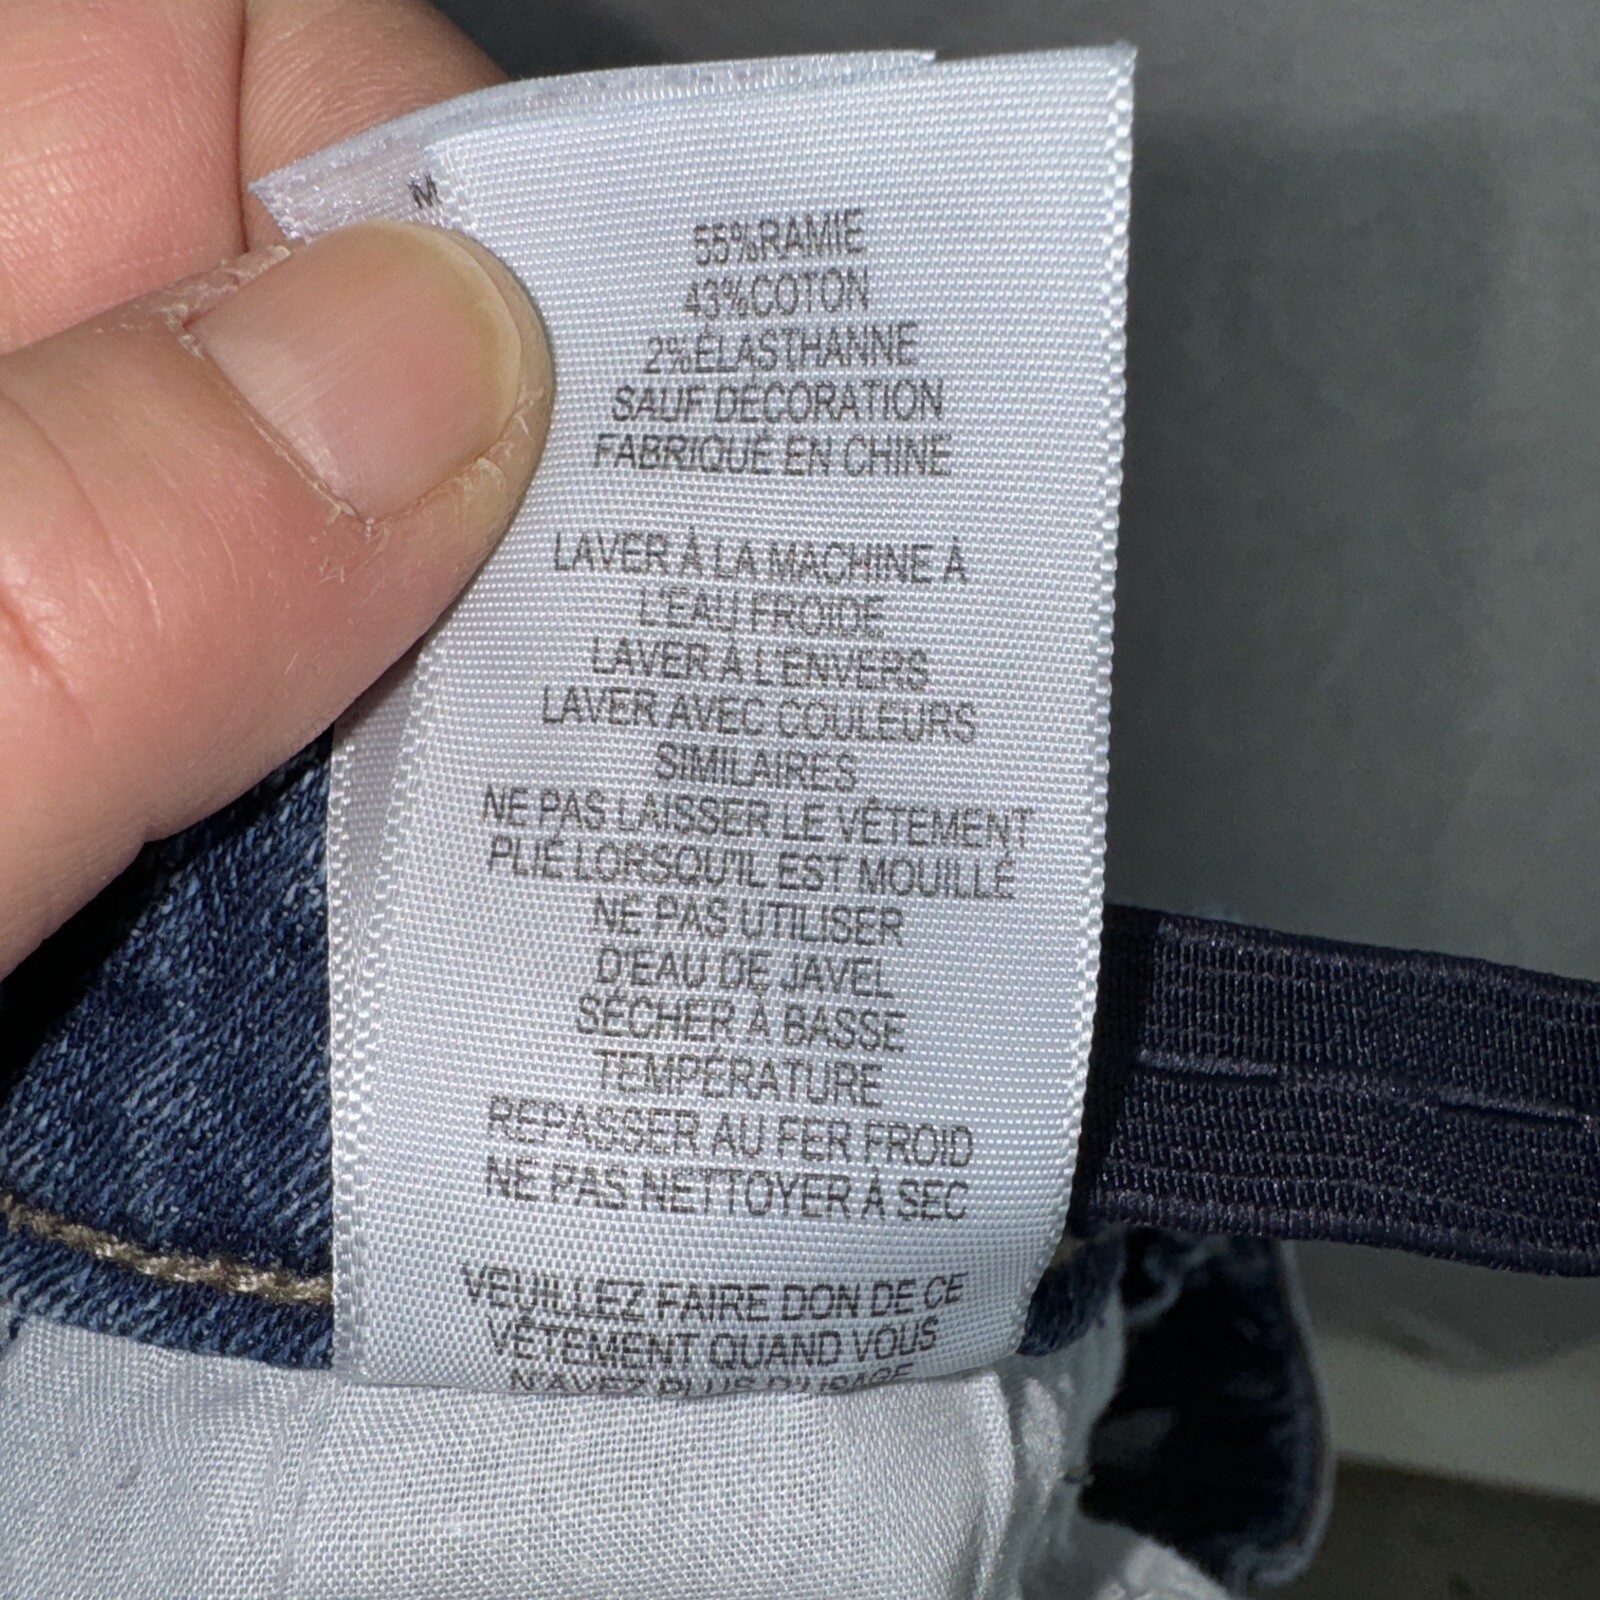 M
55%RAMIE
43%COTON
2%ÉLASTHANNE
SAUF DÉCORATION
FABRIQUÉ EN CHINE
LAVER À LA MACHINE À
L'EAU FROIDE
LAVER À L'ENVERS
LAVER AVEC COULEURS
SIMILAIRES
NE PAS LAISSER LE VÊTEMENT
PLIÉ LORSQU'IL EST MOUILLÉ
NE PAS UTILISER
D'EAU DE JAVEL
SÉCHER À BASSE
TEMPÉRATURE
REPASSER AU FER FROID
NE PAS NETTOYER À SEC
VEUILLEZ FAIRE DON DE CE
VÊTEMENT QUAND VOUS
N'AVEZ PLUS D'USAGE